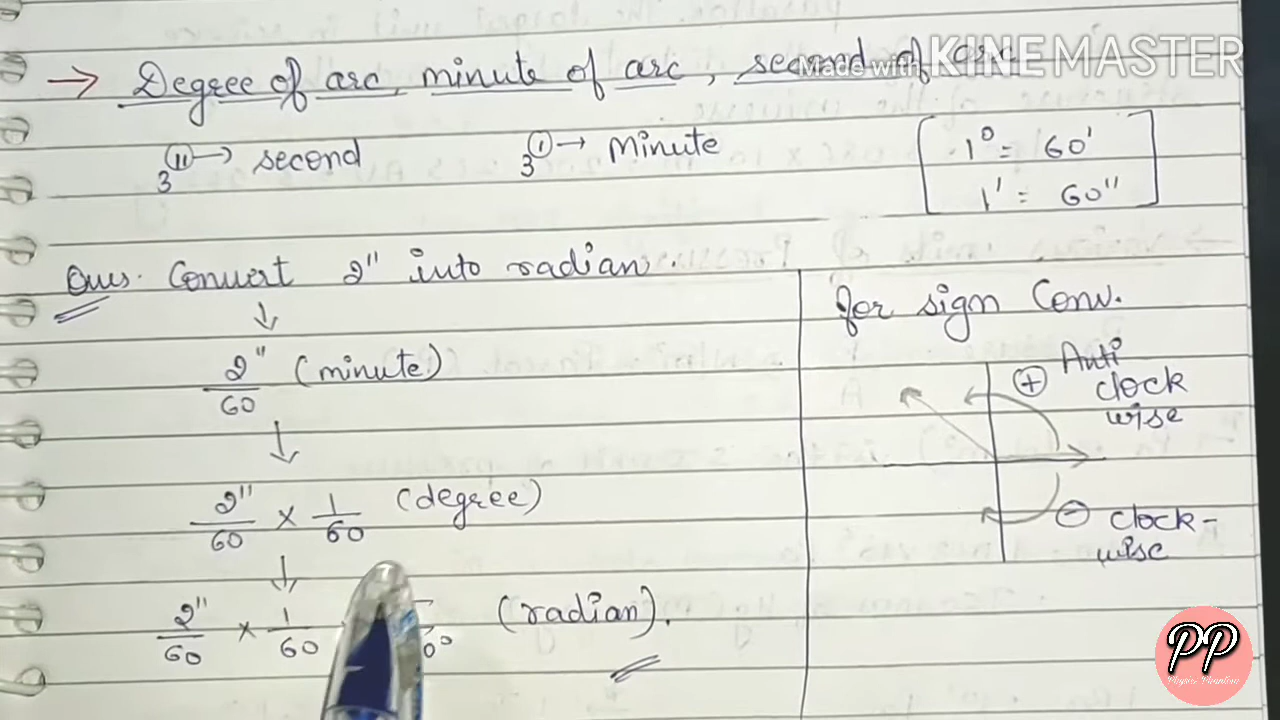 Made with KINEMASTER
→ Degree of arc, minute of arc, second of arc
3" → second 3' → Minute
1° = 60'
1' = 60"
Ques. Convert 2" into radian.
↓
2"/60 (minute)
↓
2"/60 × 1/60 (degree)
↓
2"/60 × 1/60 (radian).
for sign Conv.
+ Anti
clock
wise
− clock-
wise
PP
Physics Phantom